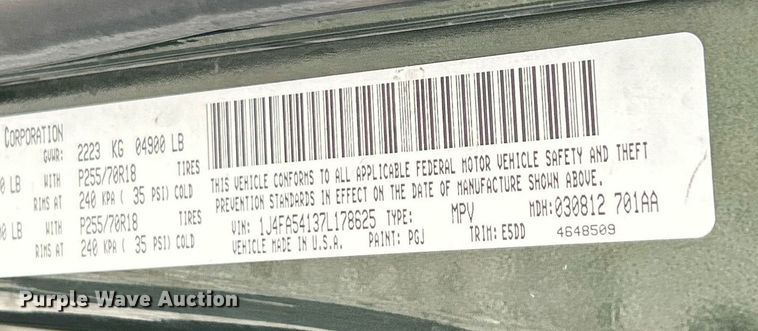 CORPORATION
GVWR: 2223 KG 04900 LB
LB WITH P255/70R18 TIRES
RIMS AT 240 KPA ( 35 PSI) COLD
LB WITH P255/70R18 TIRES
RIMS AT 240 KPA ( 35 PSI) COLD
THIS VEHICLE CONFORMS TO ALL APPLICABLE FEDERAL MOTOR VEHICLE SAFETY AND THEFT
PREVENTION STANDARDS IN EFFECT ON THE DATE OF MANUFACTURE SHOWN ABOVE.
VIN: 1J4FA54137L178625 TYPE: MPV MDH: 030812 701AA
VEHICLE MADE IN U.S.A. PAINT: PGJ TRIM: E5DD 4648509
Purple Wave Auction